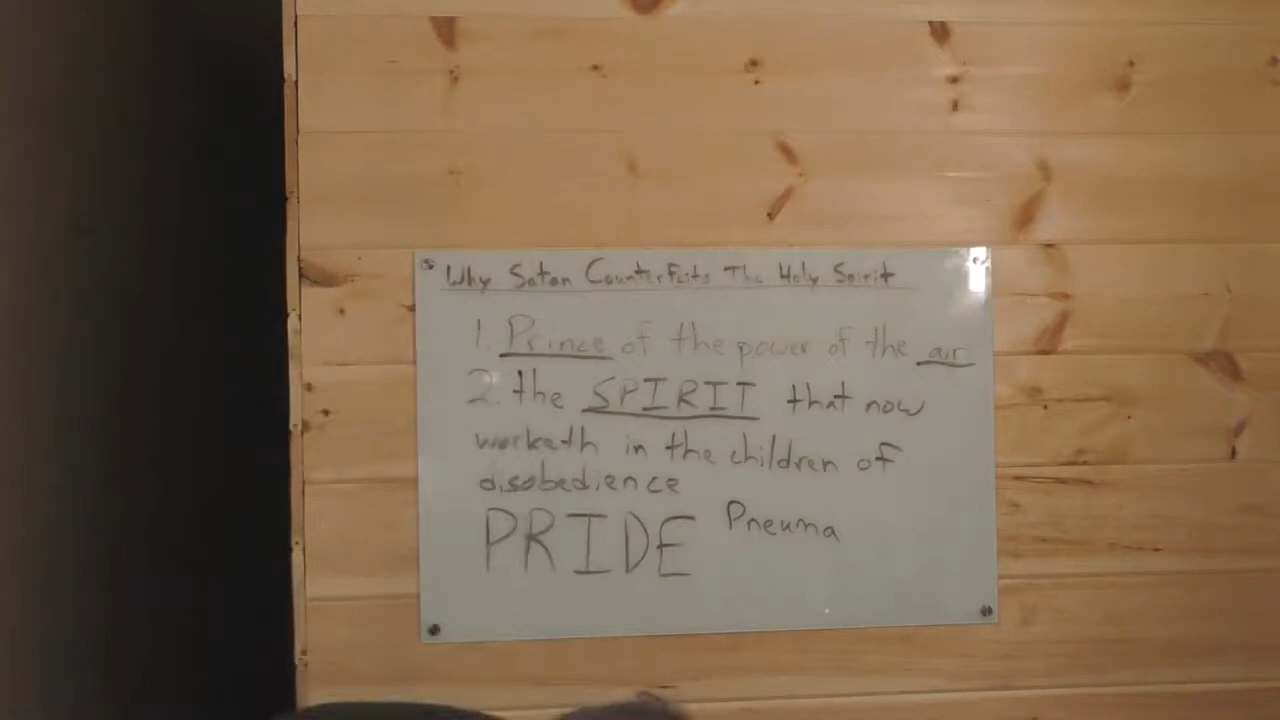 Why Satan Counterfeits The Holy Spirit
1. Prince of the power of the air
2. the SPIRIT that now
worketh in the children of
disobedience
PRIDE Pneuma